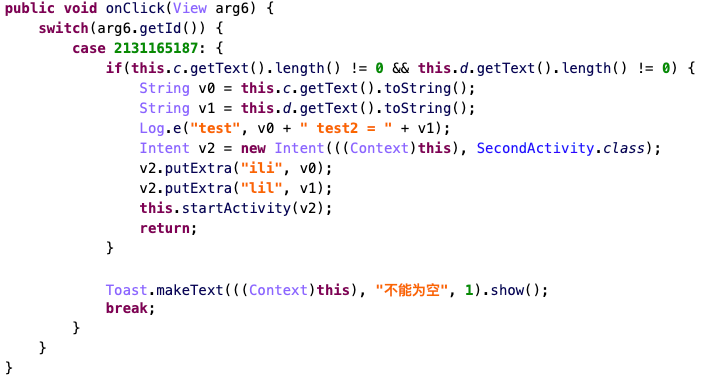 public void onClick(View arg6) {
    switch(arg6.getId()) {
        case 2131165187: {
            if(this.c.getText().length() != 0 && this.d.getText().length() != 0) {
                String v0 = this.c.getText().toString();
                String v1 = this.d.getText().toString();
                Log.e("test", v0 + " test2 = " + v1);
                Intent v2 = new Intent(((Context)this), SecondActivity.class);
                v2.putExtra("ili", v0);
                v2.putExtra("lil", v1);
                this.startActivity(v2);
                return;
            }

            Toast.makeText(((Context)this), "不能为空", 1).show();
            break;
        }
    }
}